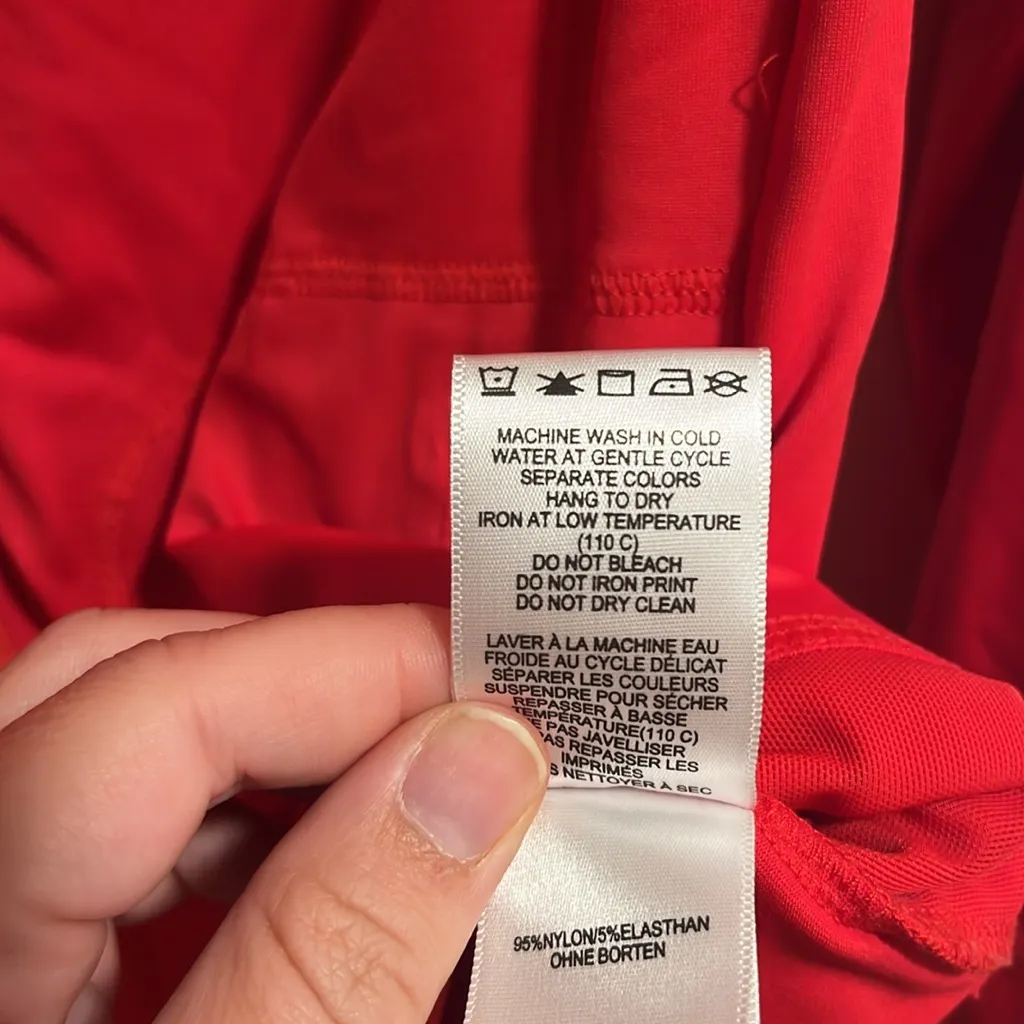 MACHINE WASH IN COLD
WATER AT GENTLE CYCLE
SEPARATE COLORS
HANG TO DRY
IRON AT LOW TEMPERATURE
(110 C)
DO NOT BLEACH
DO NOT IRON PRINT
DO NOT DRY CLEAN
LAVER À LA MACHINE EAU
FROIDE AU CYCLE DÉLICAT
SÉPARER LES COULEURS
SUSPENDRE POUR SÉCHER
REPASSER À BASSE
TEMPÉRATURE(110 C)
PAS JAVELLISER
REPASSER LES
IMPRIMÉS
NETTOYER À SEC
95%NYLON/5%ELASTHAN
OHNE BORTEN